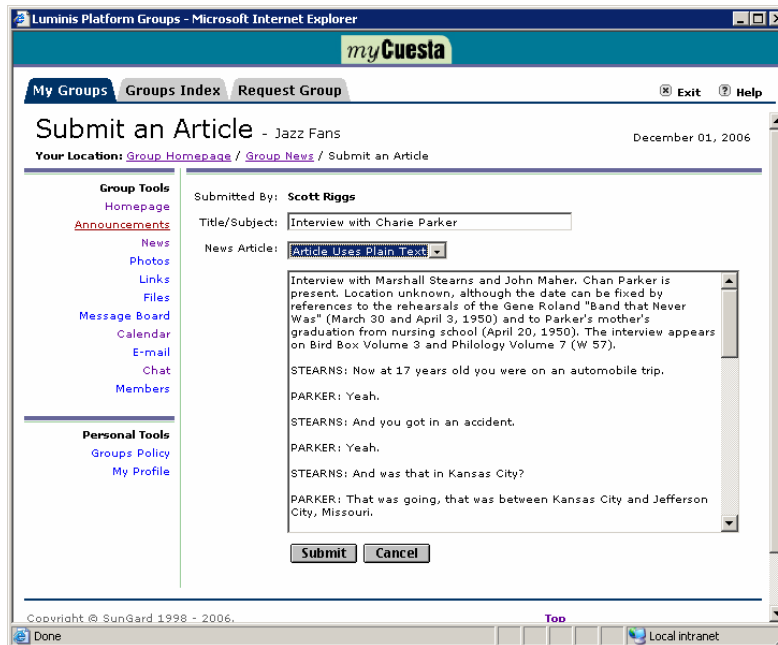 Luminis Platform Groups - Microsoft Internet Explorer
myCuesta
My Groups Groups Index Request Group Exit Help
Submit an Article - Jazz Fans
December 01, 2006
Your Location: Group Homepage / Group News / Submit an Article
Group Tools
Homepage
Announcements
News
Photos
Links
Files
Message Board
Calendar
E-mail
Chat
Members
Personal Tools
Groups Policy
My Profile
Submitted By: Scott Riggs
Title/Subject: Interview with Charie Parker
News Article: Article Uses Plain Text
Interview with Marshall Stearns and John Maher. Chan Parker is
present. Location unknown, although the date can be fixed by
references to the rehearsals of the Gene Roland "Band that Never
Was" (March 30 and April 3, 1950) and to Parker's mother's
graduation from nursing school (April 20, 1950). The interview appears
on Bird Box Volume 3 and Philology Volume 7 (W 57).
STEARNS: Now at 17 years old you were on an automobile trip.
PARKER: Yeah.
STEARNS: And you got in an accident.
PARKER: Yeah.
STEARNS: And was that in Kansas City?
PARKER: That was going, that was between Kansas City and Jefferson
City, Missouri.
Submit Cancel
Copyright © SunGard 1998 - 2006.
Top
Done
Local intranet